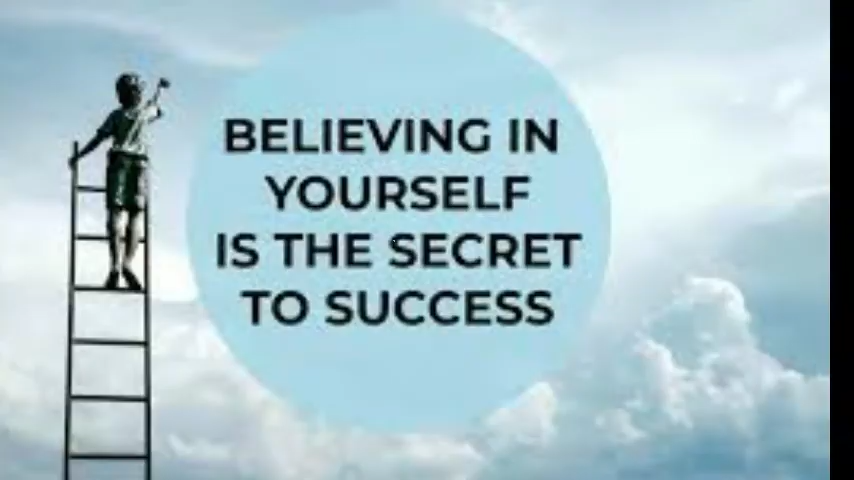 BELIEVING IN
YOURSELF
IS THE SECRET
TO SUCCESS